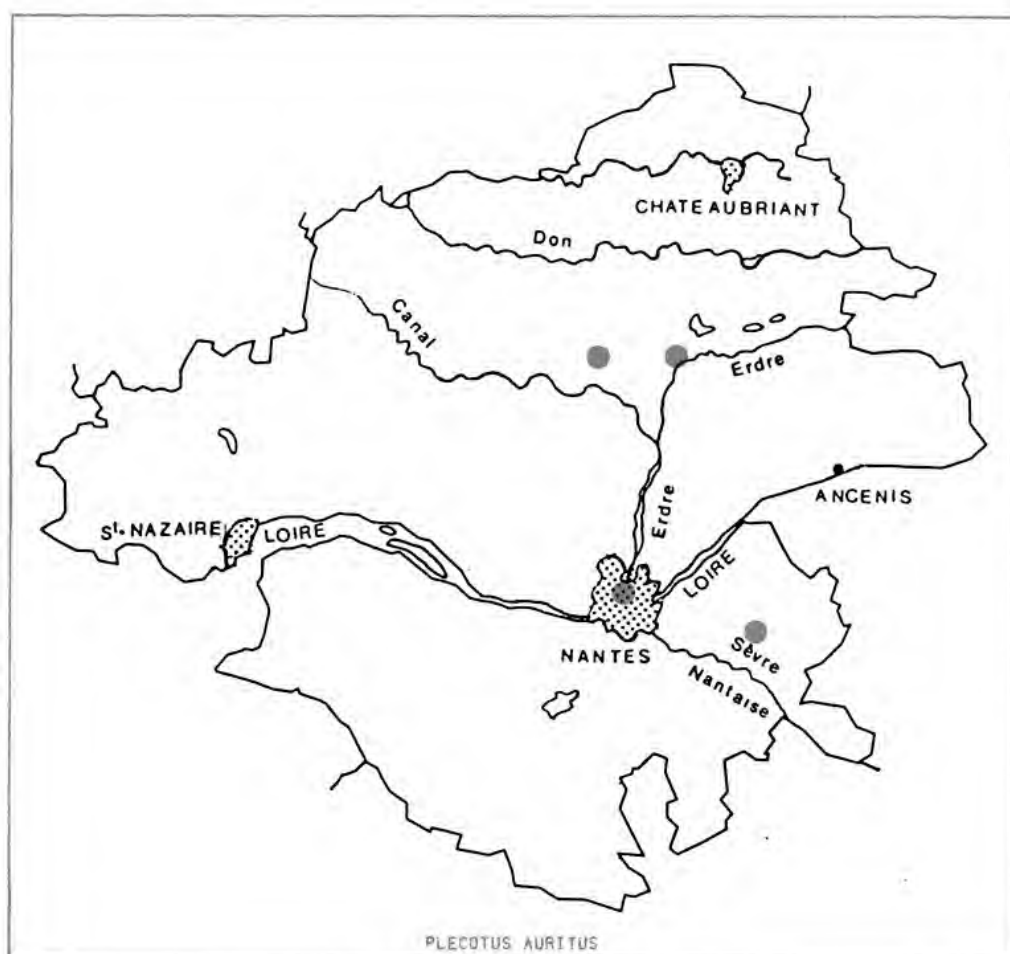 CHATEAUBRIANT
Don
Canal
Erdre
ANCENIS
Erdre
St. NAZAIRE
LOIRE
LOIRE
NANTES
Sèvre
Nantaise
PLECOTUS AURITUS